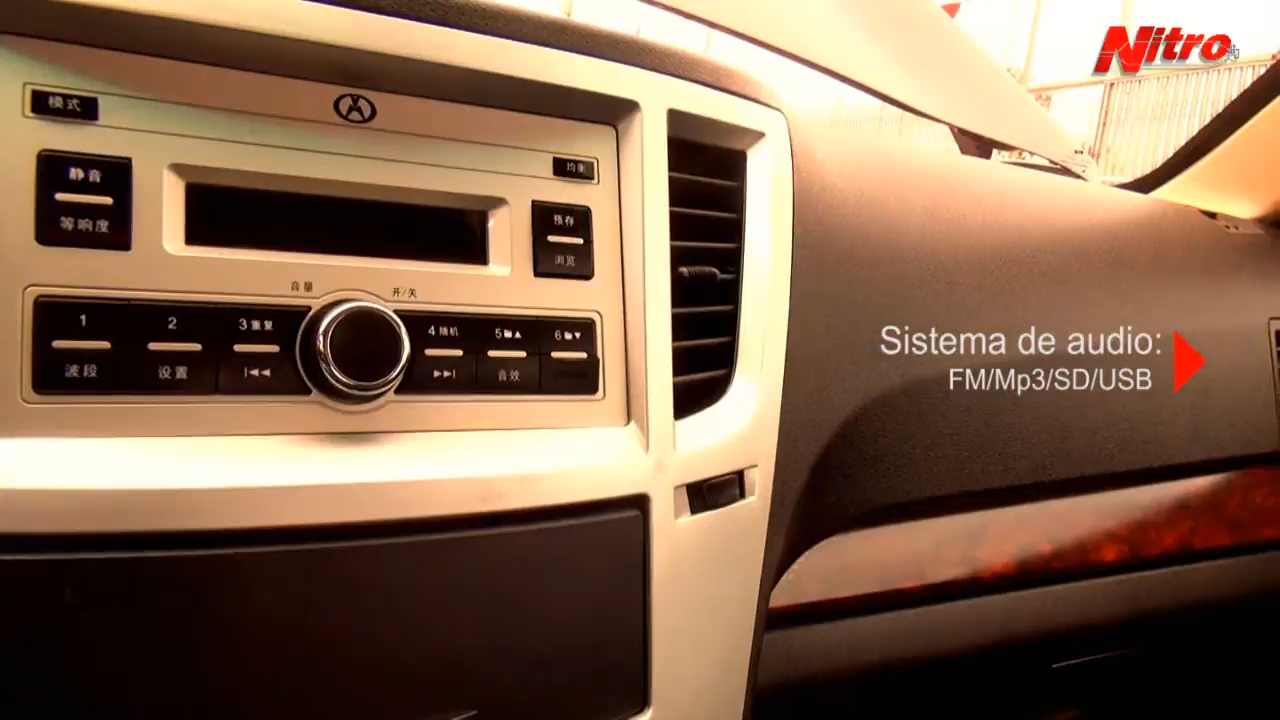 Nitro
模式
均衡
静音
等响度
预存
浏览
音量
开/关
1
2
3重复
4随机
5
6
波段
设置
音效
Sistema de audio:
FM/Mp3/SD/USB